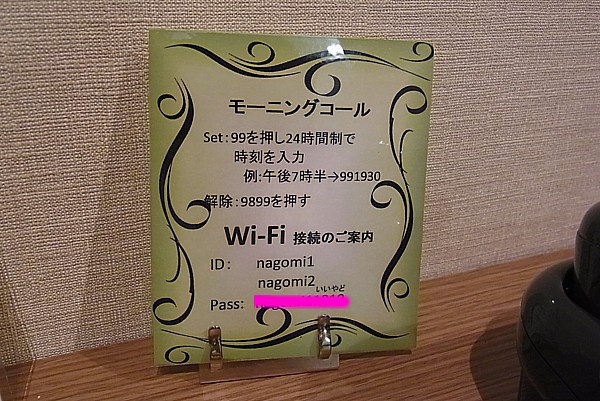 モーニングコール
Set:99を押し24時間制で
時刻を入力
例:午後7時半→991930
解除:9899を押す
Wi-Fi 接続のご案内
ID: nagomi1
nagomi2
いいやど
Pass: